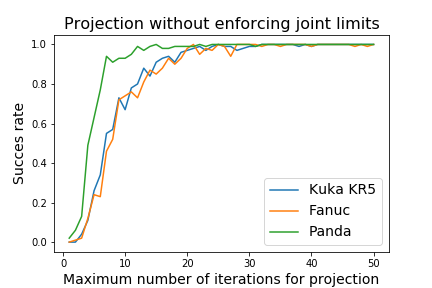 Projection without enforcing joint limits
Succes rate
1.0
0.8
0.6
0.4
0.2
0.0
Kuka KR5
Fanuc
Panda
0
10
20
30
40
50
Maximum number of iterations for projection